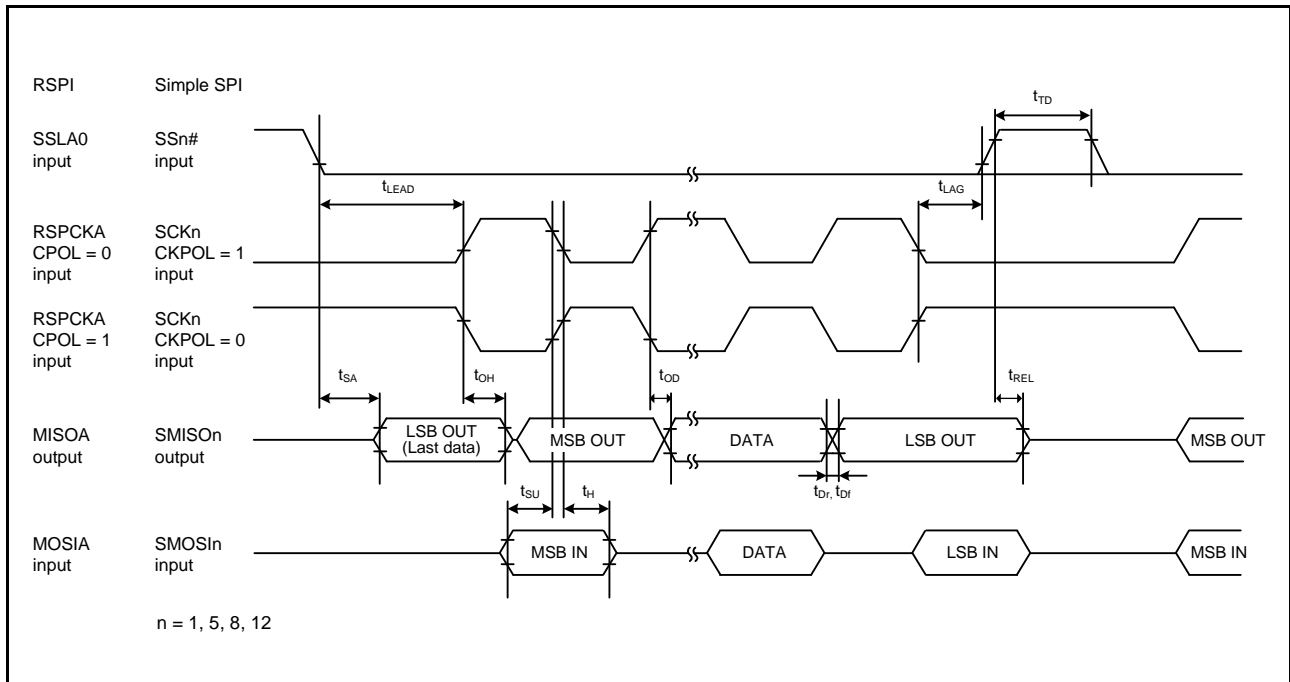 RSPI Simple SPI
tTD
SSLA0 SSn#
input input
tLEAD tLAG
RSPCKA SCKn
CPOL = 0 CKPOL = 1
input input
RSPCKA SCKn
CPOL = 1 CKPOL = 0
input input
tSA tOH tOD tREL
MISOA SMISOn LSB OUT MSB OUT DATA LSB OUT MSB OUT
output output (Last data)
tSU tH tDr, tDf
MOSIA SMOSIn MSB IN DATA LSB IN MSB IN
input input
n = 1, 5, 8, 12